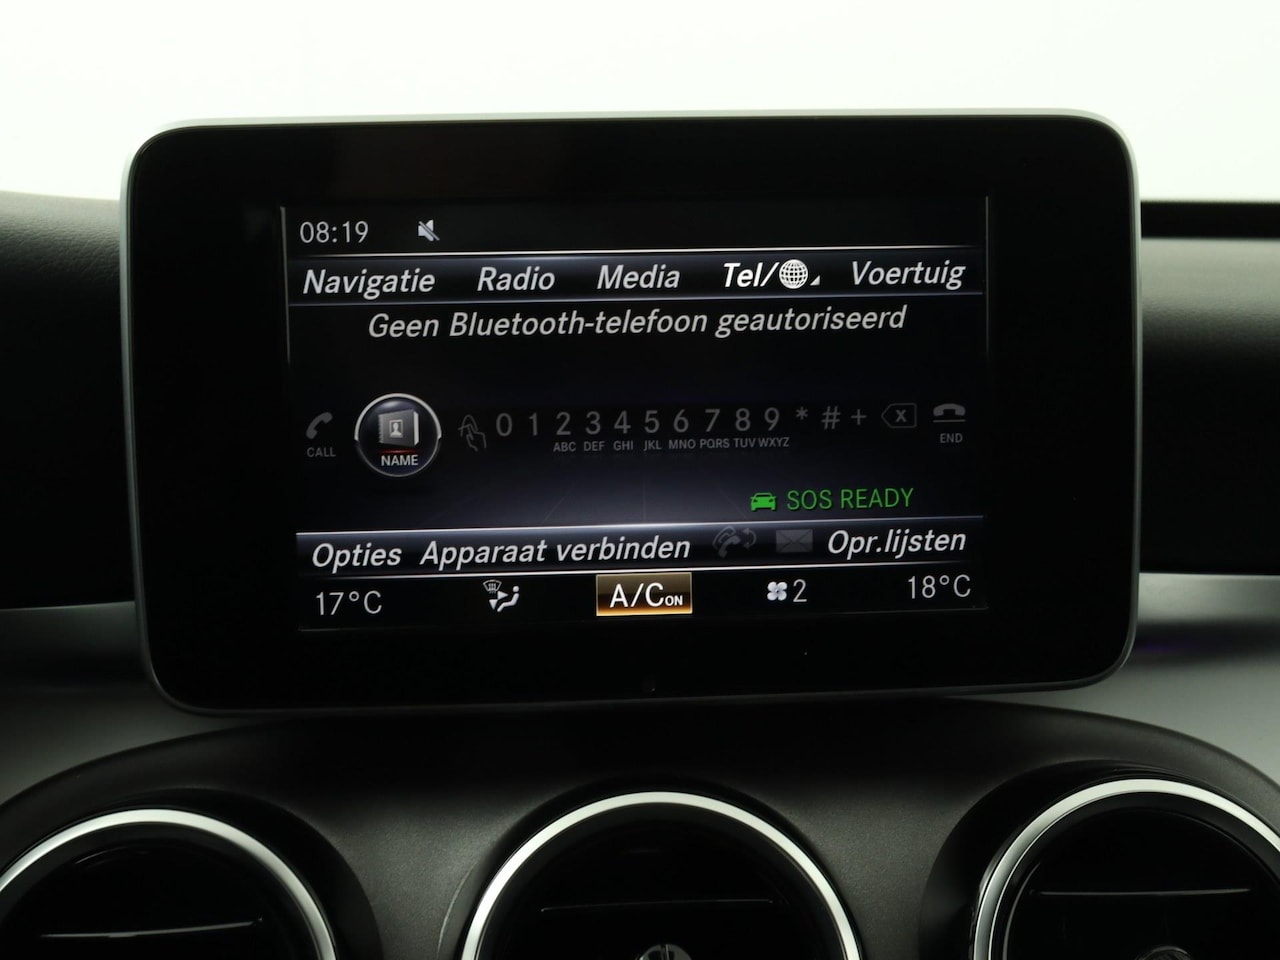 08:19
Navigatie Radio Media Tel/ Voertuig
Geen Bluetooth-telefoon geautoriseerd
CALL NAME 0 1 2 3 4 5 6 7 8 9 * # + X END
ABC DEF GHI JKL MNO PQRS TUV WXYZ
SOS READY
Opties Apparaat verbinden Opr.lijsten
17°C A/C ON 2 18°C